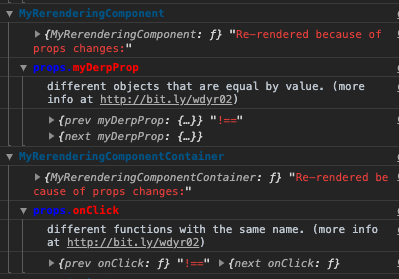 MyRerenderingComponent
{MyRerenderingComponent: ƒ} "Re-rendered because of
props changes:"
props.myDerpProp
different objects that are equal by value. (more
info at http://bit.ly/wdyr02)
{prev myDerpProp: {…}} "!=="
{next myDerpProp: {…}}
MyRerenderingComponentContainer
{MyRerenderingComponentContainer: ƒ} "Re-rendered be
cause of props changes:"
props.onClick
different functions with the same name. (more info
at http://bit.ly/wdyr02)
{prev onClick: ƒ} "!==" {next onClick: ƒ}